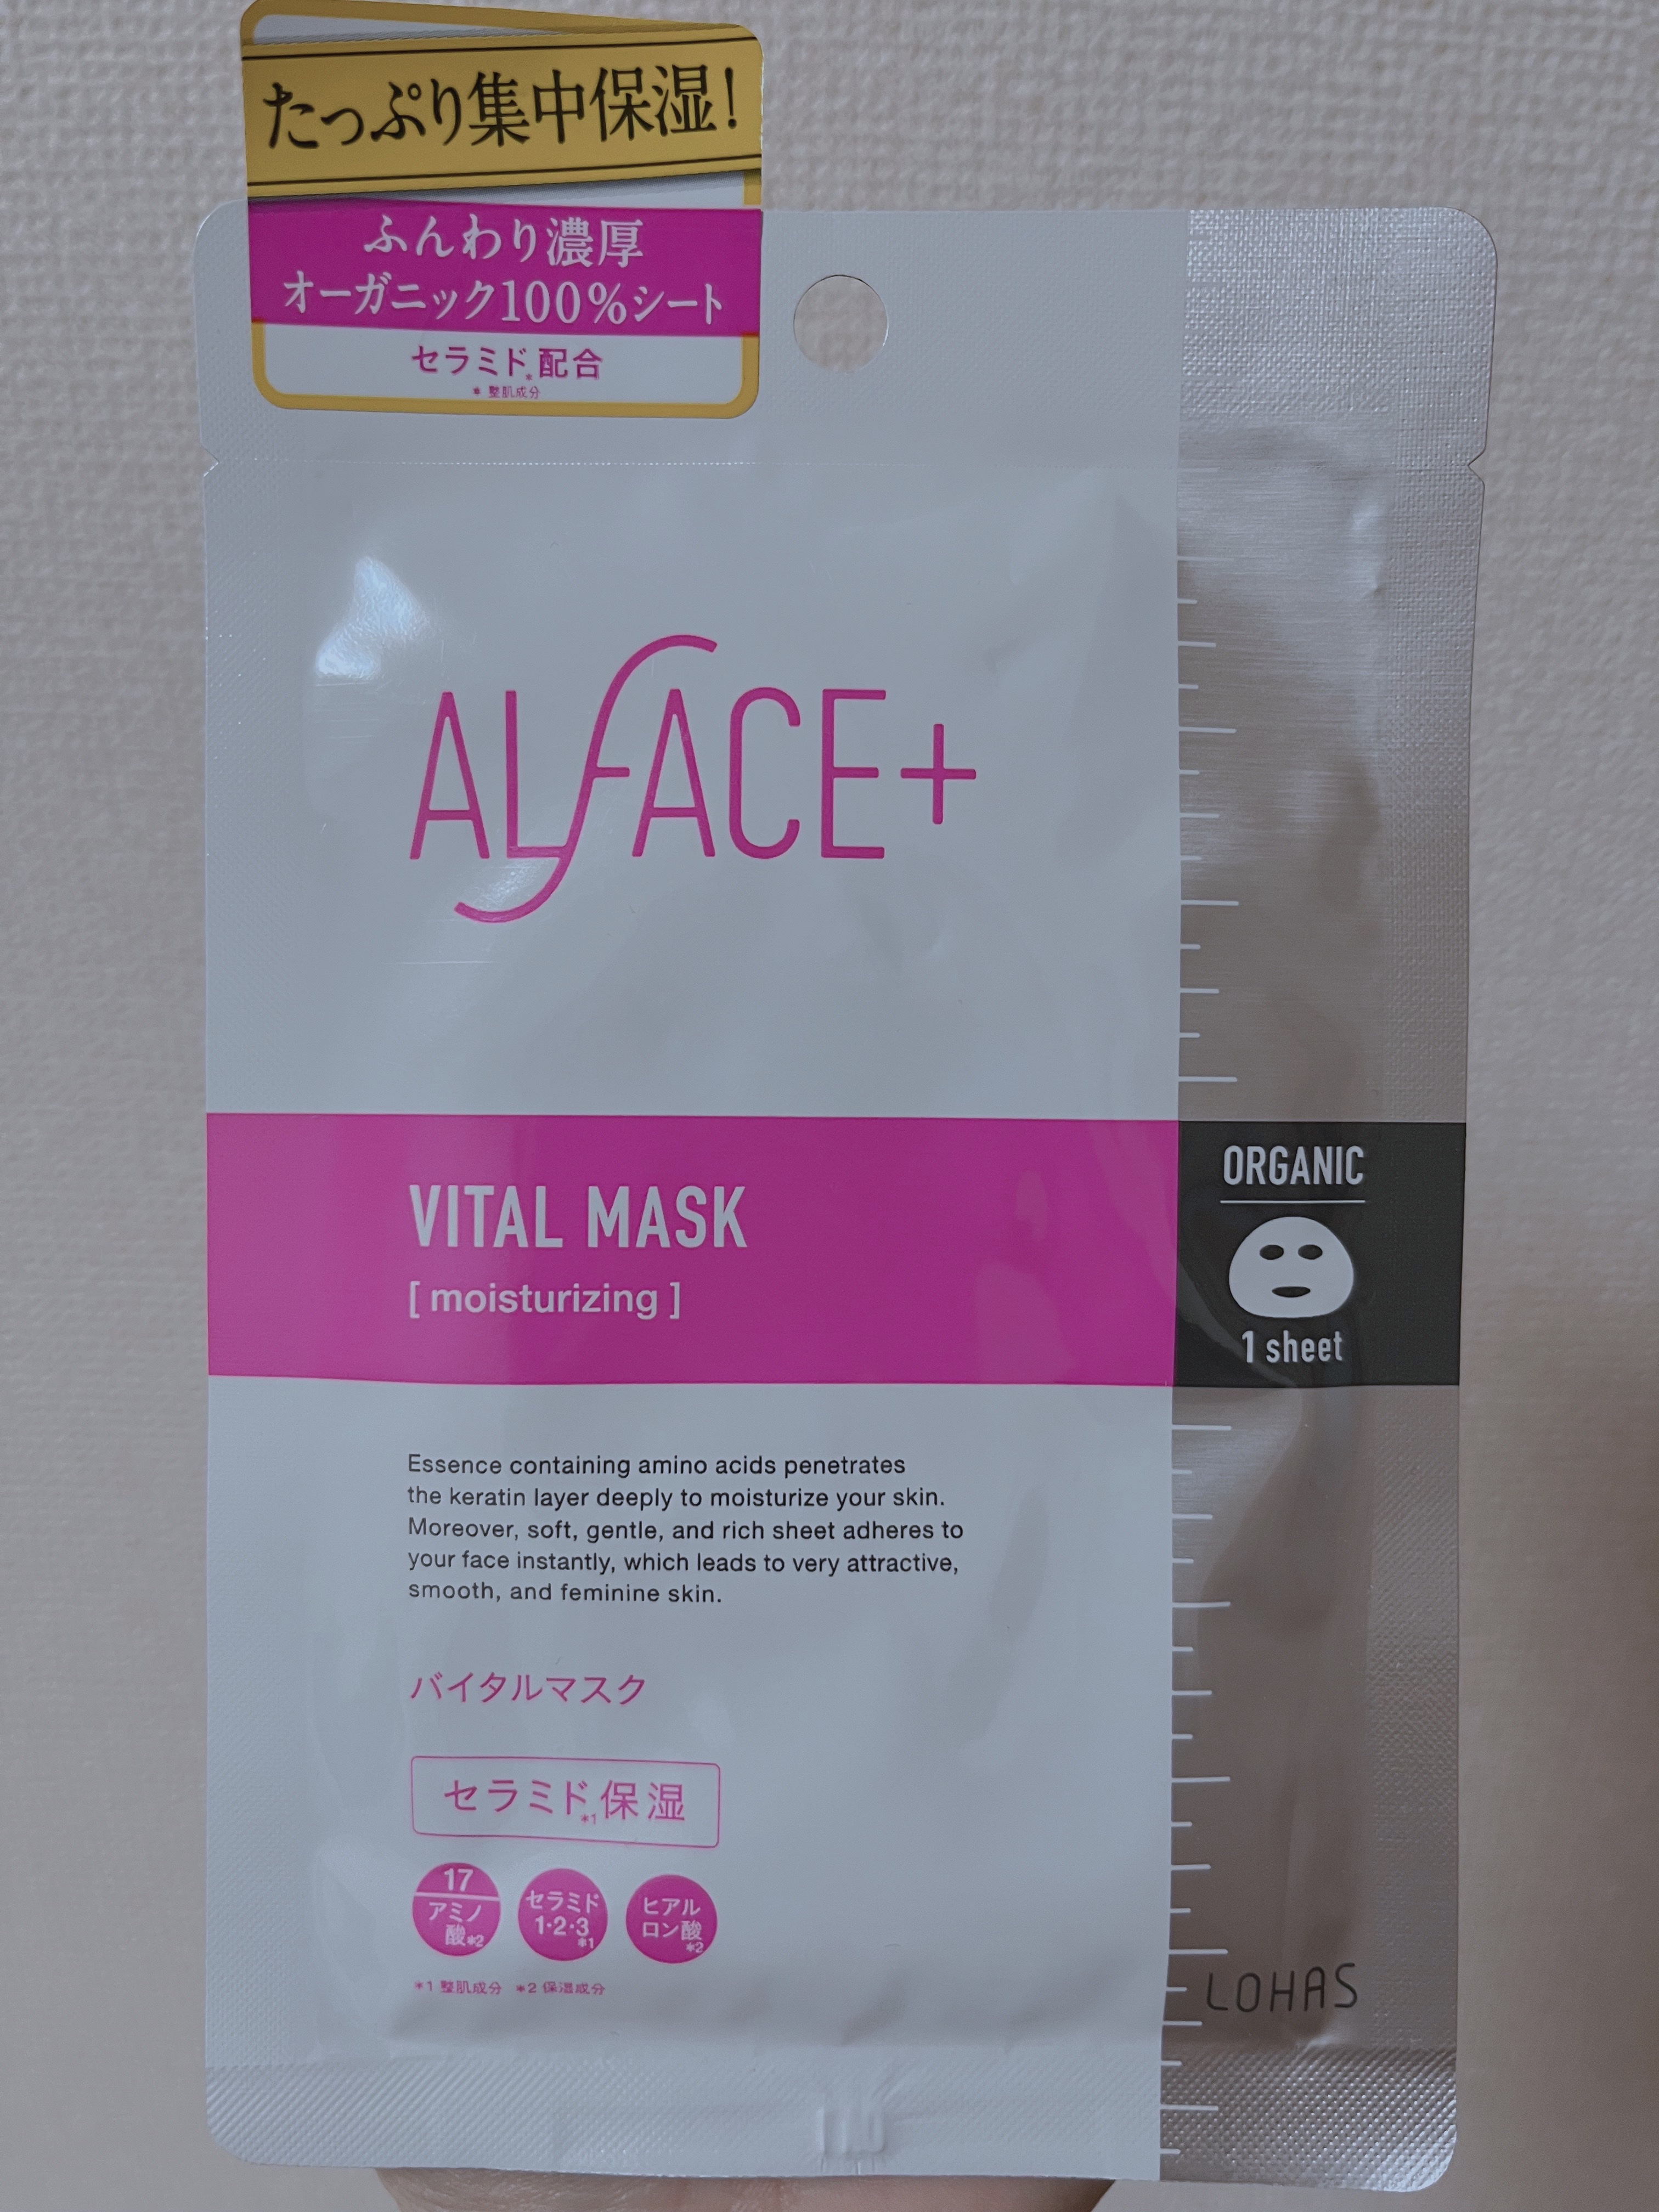 たっぷり集中保湿!
ふんわり濃厚
オーガニック100%シート
セラミド*配合
* 整肌成分
ALFACE+
VITAL MASK
[ moisturizing ]
ORGANIC
1 sheet
Essence containing amino acids penetrates
the keratin layer deeply to moisturize your skin.
Moreover, soft, gentle, and rich sheet adheres to
your face instantly, which leads to very attractive,
smooth, and feminine skin.
バイタルマスク
セラミド*1保湿
17
アミノ
酸*2
セラミド
1・2・3
*1
ヒアル
ロン酸
*2
*1 整肌成分 *2 保湿成分
LOHAS